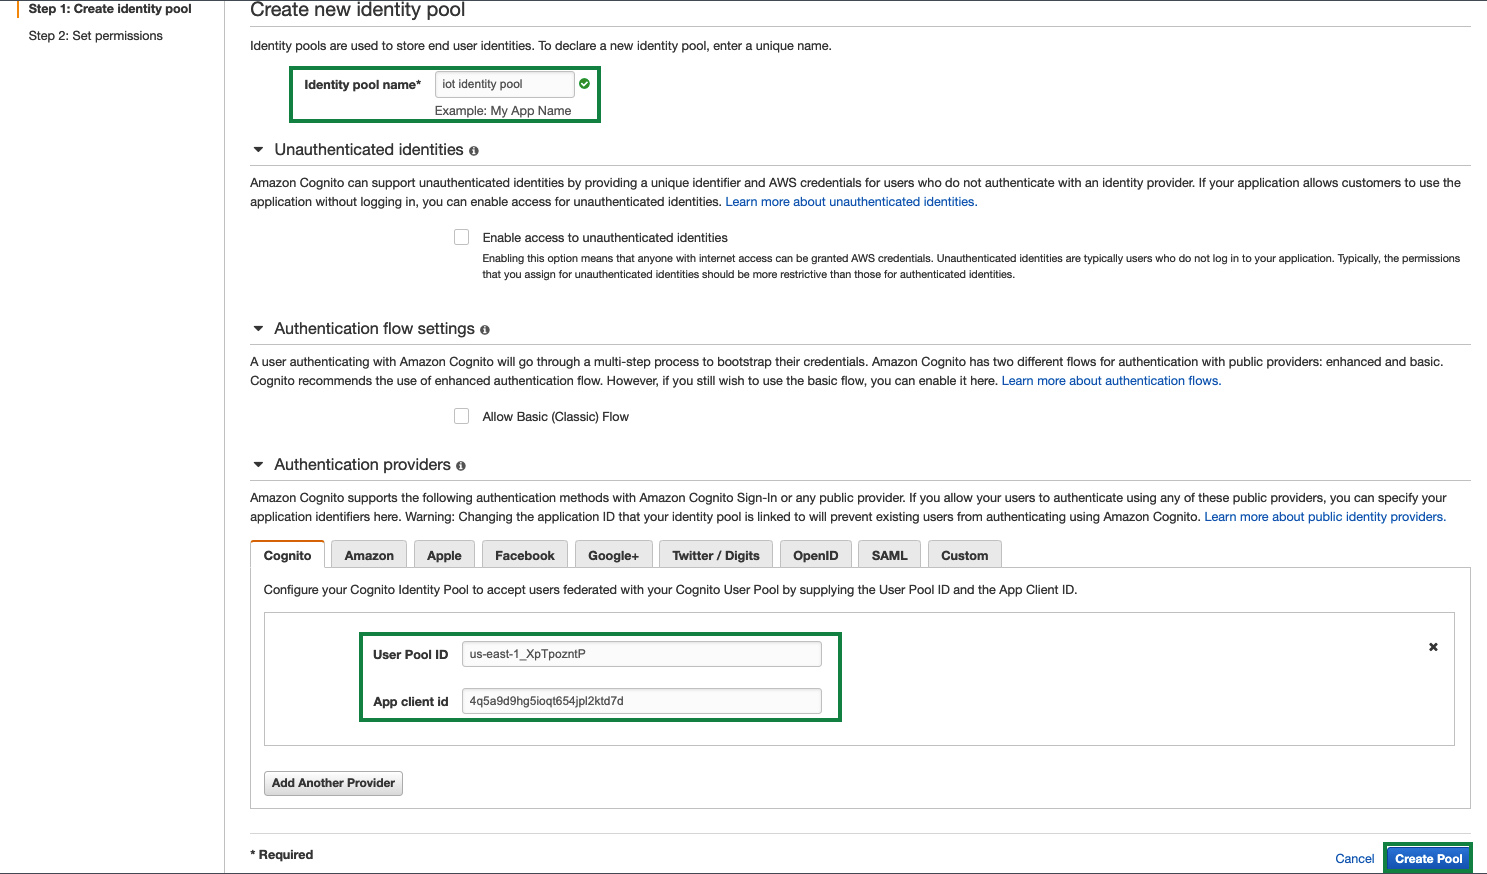 Step 1: Create identity pool
Step 2: Set permissions
Create new identity pool
Identity pools are used to store end user identities. To declare a new identity pool, enter a unique name.
Identity pool name* iot identity pool
Example: My App Name
Unauthenticated identities
Amazon Cognito can support unauthenticated identities by providing a unique identifier and AWS credentials for users who do not authenticate with an identity provider. If your application allows customers to use the
application without logging in, you can enable access for unauthenticated identities. Learn more about unauthenticated identities.
Enable access to unauthenticated identities
Enabling this option means that anyone with internet access can be granted AWS credentials. Unauthenticated identities are typically users who do not log in to your application. Typically, the permissions
that you assign for unauthenticated identities should be more restrictive than those for authenticated identities.
Authentication flow settings
A user authenticating with Amazon Cognito will go through a multi-step process to bootstrap their credentials. Amazon Cognito has two different flows for authentication with public providers: enhanced and basic.
Cognito recommends the use of enhanced authentication flow. However, if you still wish to use the basic flow, you can enable it here. Learn more about authentication flows.
Allow Basic (Classic) Flow
Authentication providers
Amazon Cognito supports the following authentication methods with Amazon Cognito Sign-In or any public provider. If you allow your users to authenticate using any of these public providers, you can specify your
application identifiers here. Warning: Changing the application ID that your identity pool is linked to will prevent existing users from authenticating using Amazon Cognito. Learn more about public identity providers.
Cognito Amazon Apple Facebook Google+ Twitter / Digits OpenID SAML Custom
Configure your Cognito Identity Pool to accept users federated with your Cognito User Pool by supplying the User Pool ID and the App Client ID.
User Pool ID us-east-1_XpTpozntP
App client id 4q5a9d9hg5ioqt654jpl2ktd7d
Add Another Provider
* Required
Cancel Create Pool